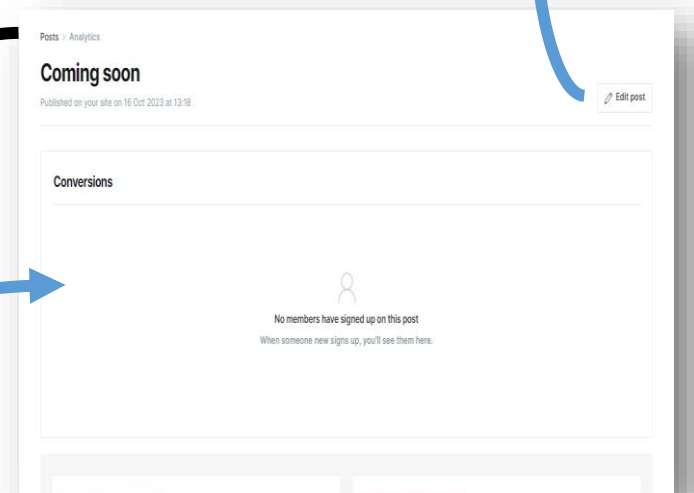 Posts > Analytics
Coming soon
Published on your site on 16 Oct 2023 at 13:18
Edit post
Conversions
No members have signed up on this post
When someone new signs up, you'll see them here.